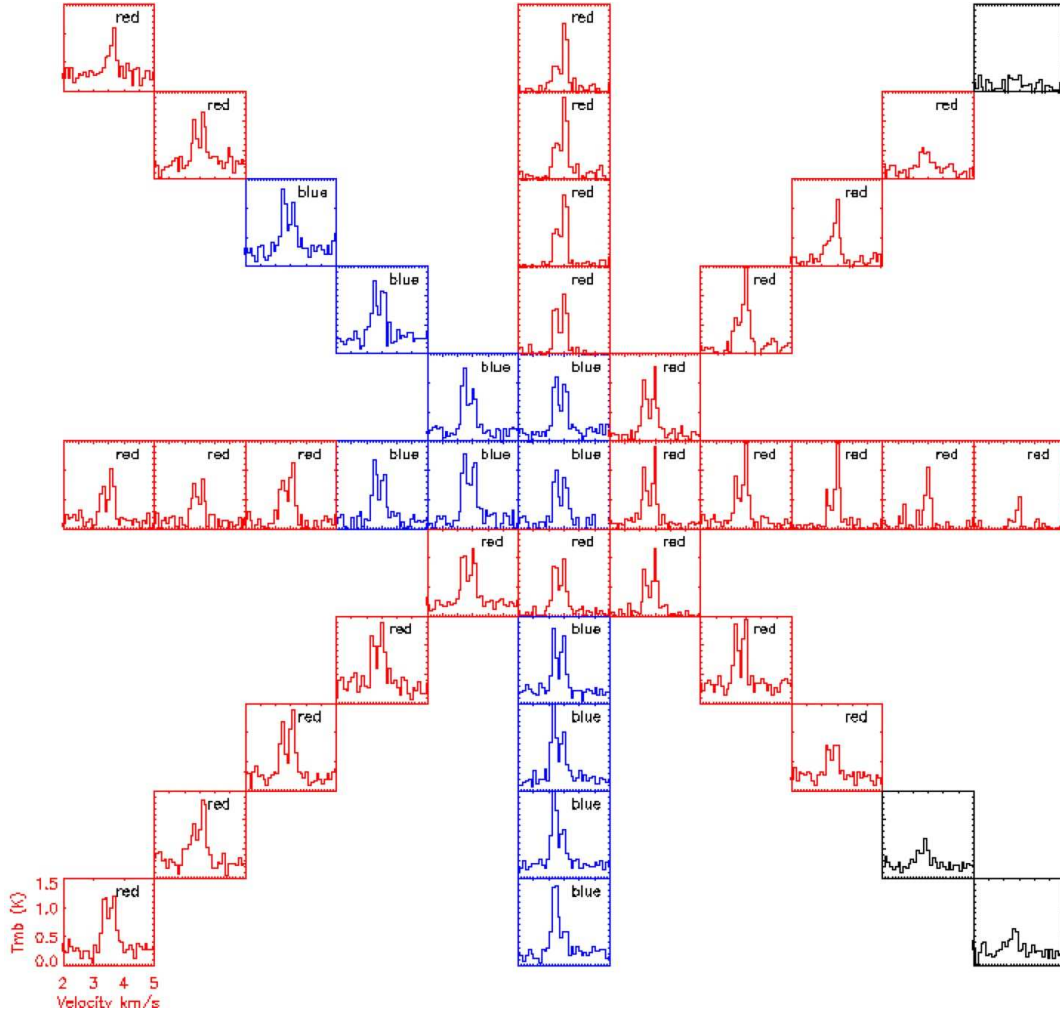 red red
red red
blue red
blue red red
blue blue red
red red red blue blue blue red red red red red
red red red
red blue red
red blue red
red blue
red blue
1.5
1.0
0.5
0.0
Tmb (K)
2 3 4 5
Velocity km/s